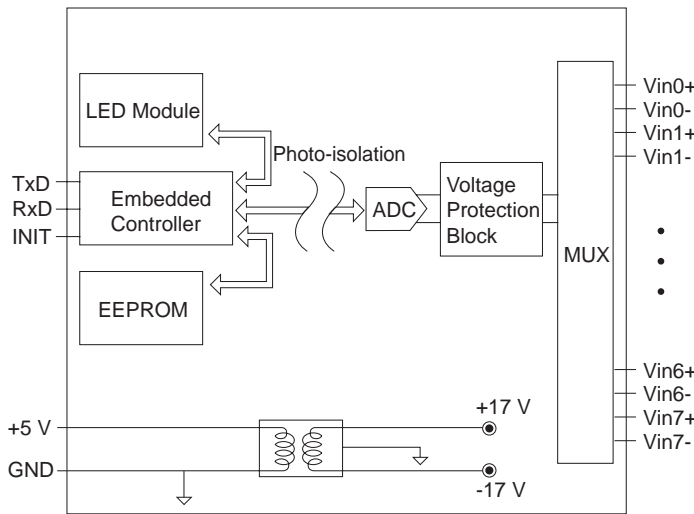 LED Module
Photo-isolation
TxD
RxD
INIT
Embedded
Controller
ADC
Voltage
Protection
Block
MUX
EEPROM
Vin0+
Vin0-
Vin1+
Vin1-
Vin6+
Vin6-
Vin7+
Vin7-
+5 V
GND
+17 V
-17 V